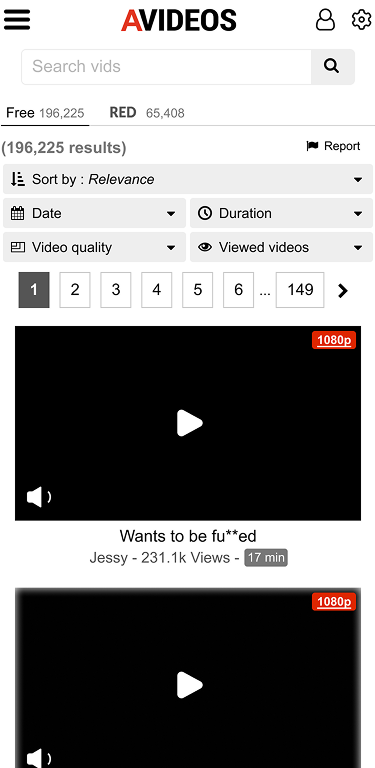 AVIDEOS
Search vids
Free 196,225 RED 65,408
(196,225 results) Report
Sort by : Relevance
Date Duration
Video quality Viewed videos
1 2 3 4 5 6 ... 149
1080p
Wants to be fu**ed
Jessy - 231.1k Views - 17 min
1080p